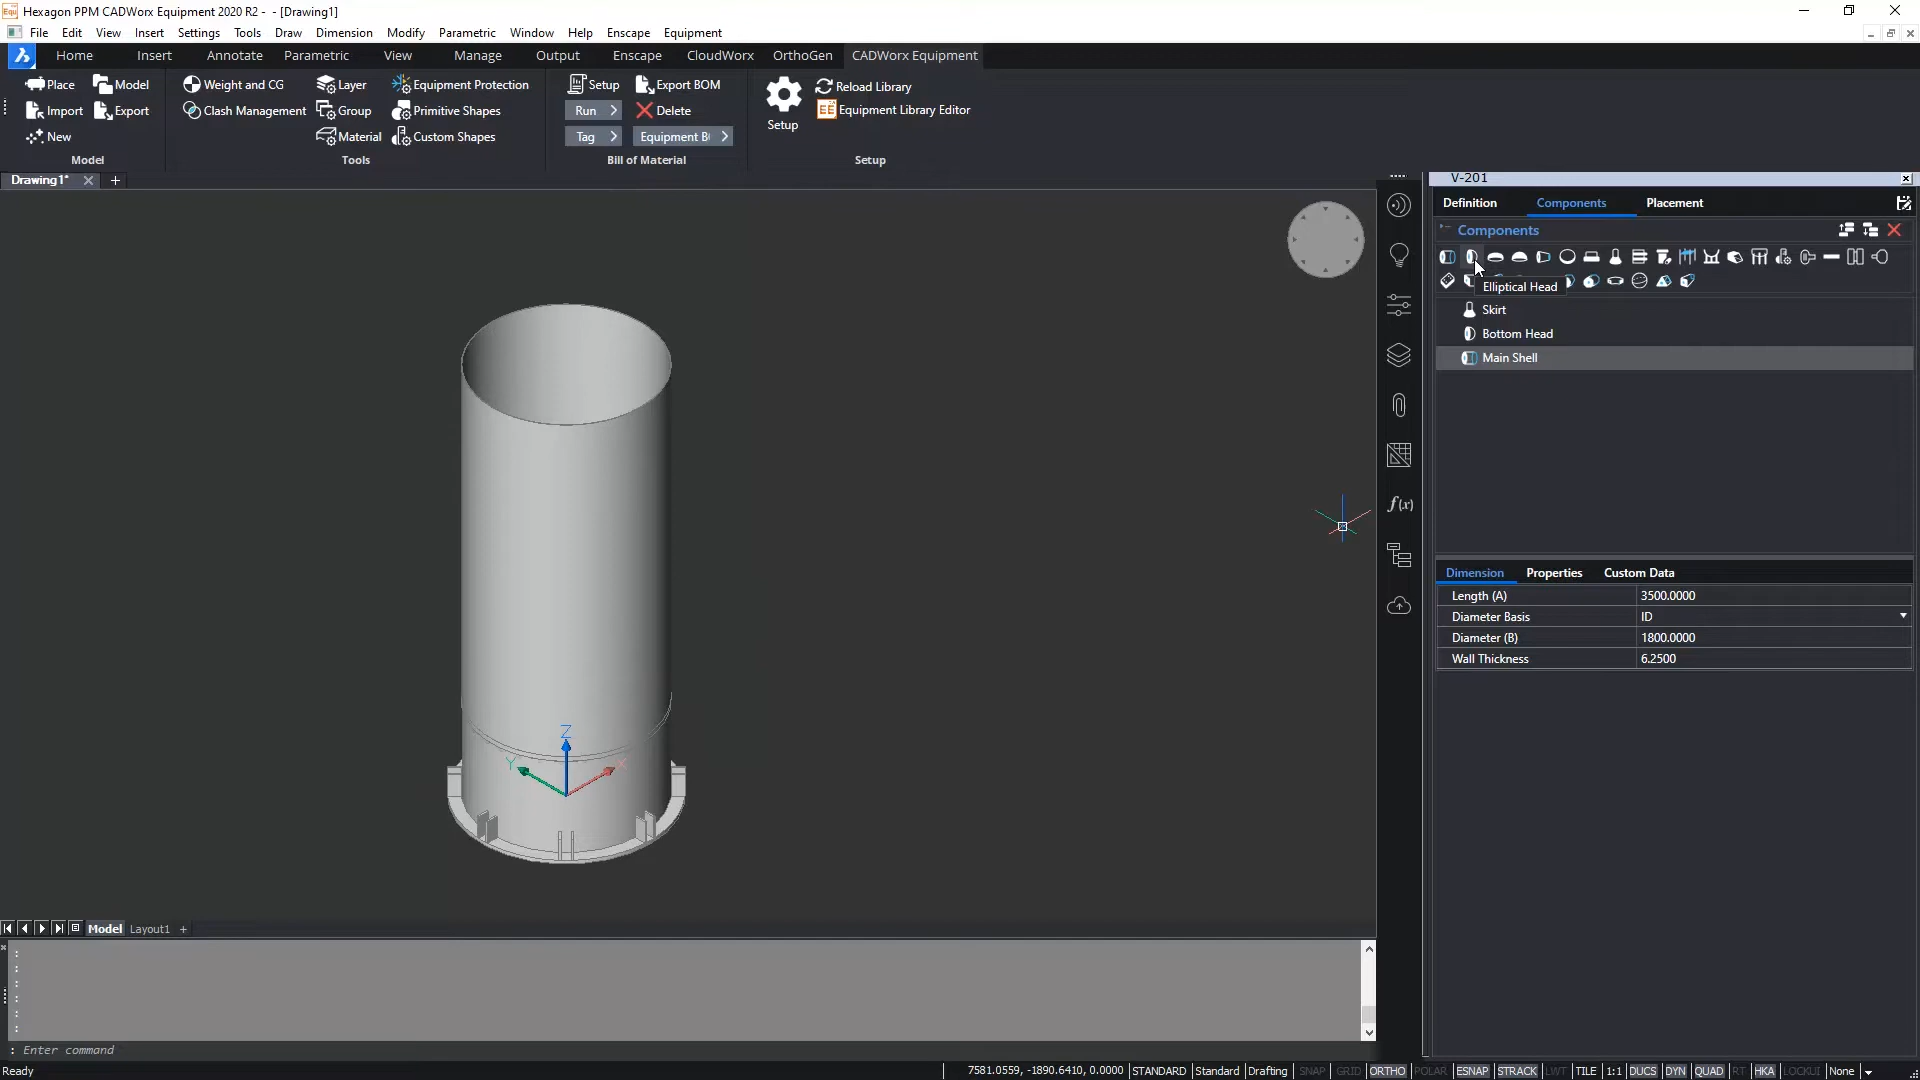 Hexagon PPM CADWorx Equipment 2020 R2 - - [Drawing1]
File Edit View Insert Settings Tools Draw Dimension Modify Parametric Window Help Enscape Equipment
Home Insert Annotate Parametric View Manage Output Enscape CloudWorx OrthoGen CADWorx Equipment
Place Model Weight and CG Layer Equipment Protection Setup Export BOM Reload Library
Import Export Clash Management Group Primitive Shapes Run Delete Setup Equipment Library Editor
New Material Custom Shapes Tag Equipment B
Model Tools Bill of Material Setup
Drawing1*
V-201
Definition Components Placement
Components
Elliptical Head
Skirt
Bottom Head
Main Shell
f(x)
Z
Y X
Dimension Properties Custom Data
Length (A) 3500.0000
Diameter Basis ID
Diameter (B) 1800.0000
Wall Thickness 6.2500
Model Layout1 +
:
:
:
:
:
:
: Enter command
Ready 7581.0559, -1890.6410, 0.0000 STANDARD Standard Drafting SNAP GRID ORTHO POLAR ESNAP STRACK LWT TILE 1:1 DUCS DYN QUAD RT HKA LOCKUI None